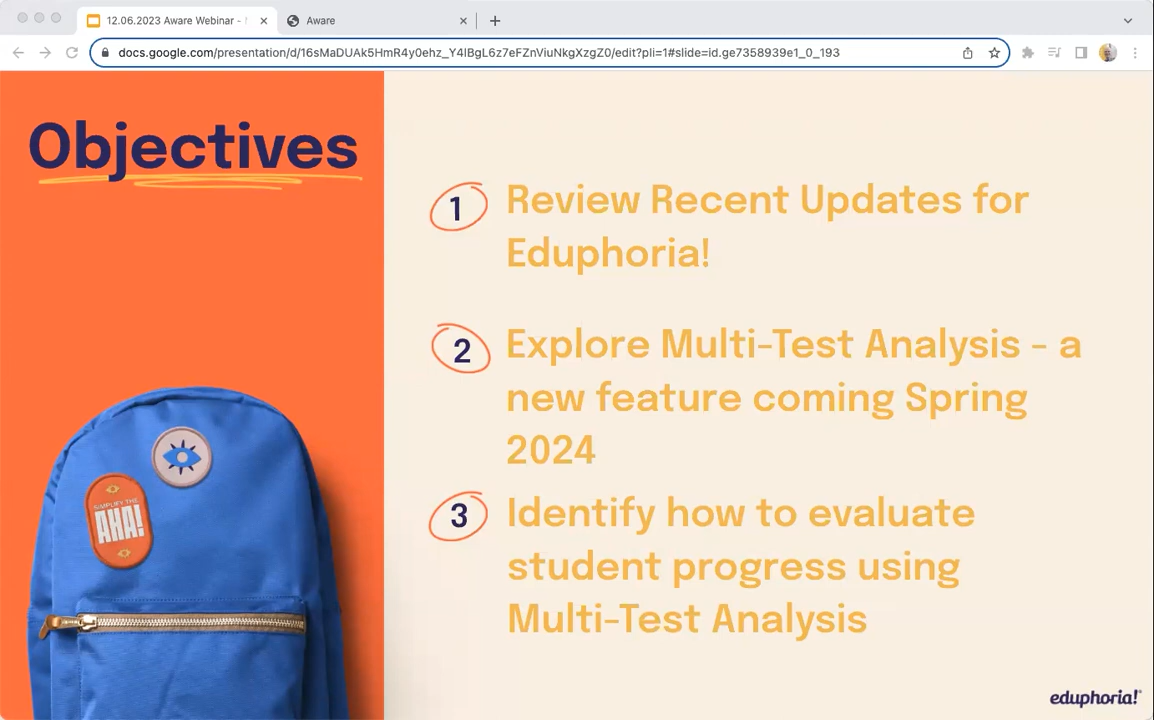 12.06.2023 Aware Webinar -
Aware
docs.google.com/presentation/d/16sMaDUAk5HmR4y0ehz_Y4lBgL6z7eFZnViuNkgXzgZ0/edit?pli=1#slide=id.ge7358939e1_0_193
Objectives
1 Review Recent Updates for
Eduphoria!
2 Explore Multi-Test Analysis - a
new feature coming Spring
2024
3 Identify how to evaluate
student progress using
Multi-Test Analysis
SIMPLIFY THE
AHA!
eduphoria!